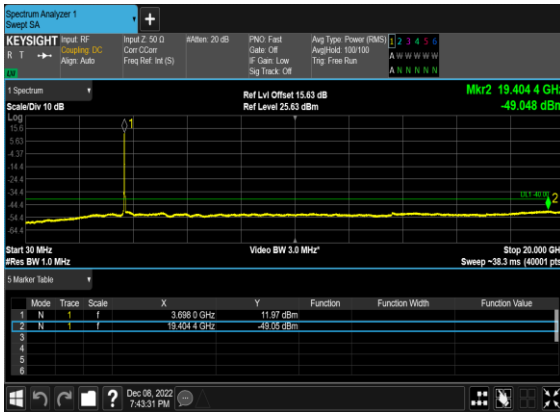 Spectrum Analyzer 1
Swept SA
+
KEYSIGHT Input: RF
R T Coupling: DC
Align: Auto
LXI
Input Z: 50 Ω
Corr CCorr
Freq Ref: Int (S)
#Atten: 20 dB
PNO: Fast
Gate: Off
IF Gain: Low
Sig Track: Off
Avg Type: Power (RMS)
Avg|Hold: 100/100
Trig: Free Run
1 2 3 4 5 6
A W W W W W
A N N N N N
1 Spectrum
Scale/Div 10 dB
Ref Lvl Offset 15.63 dB
Ref Level 25.63 dBm
Mkr2 19.404 4 GHz
-49.048 dBm
Log
15.6
5.63
-4.37
-14.4
-24.4
-34.4
-44.4
-54.4
-64.4
1
DL1 -40.00
2
Start 30 MHz
#Res BW 1.0 MHz
Video BW 3.0 MHz*
Stop 20.000 GHz
Sweep ~38.3 ms (40001 pts)
5 Marker Table
Mode Trace Scale X Y Function Function Width Function Value
1 N 1 f 3.698 0 GHz 11.97 dBm
2 N 1 f 19.404 4 GHz -49.05 dBm
3
4
5
6
?
Dec 08, 2022
7:43:31 PM